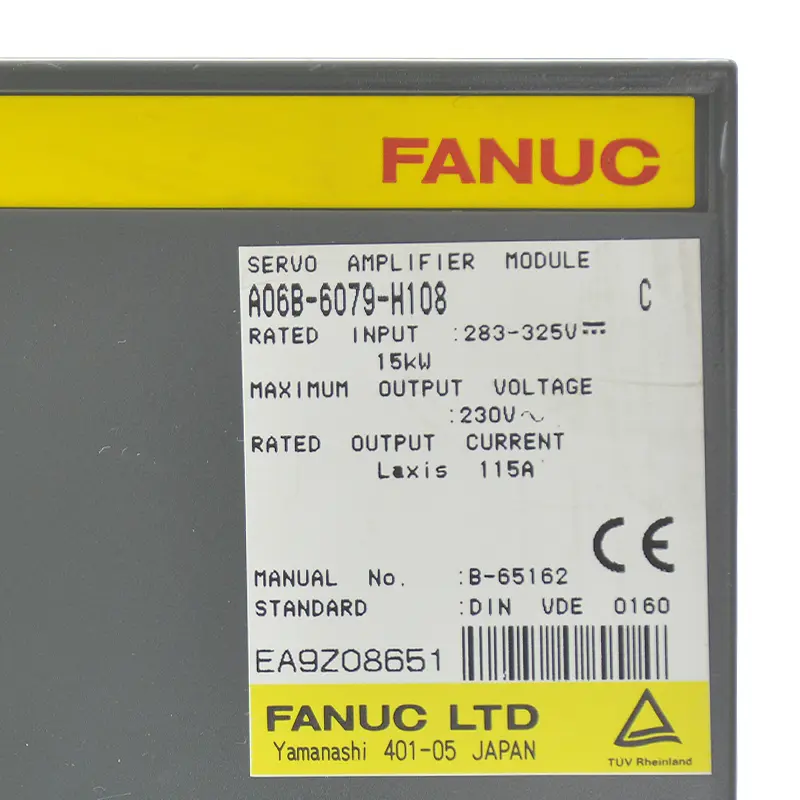 FANUC
SERVO AMPLIFIER MODULE
A06B-6079-H108 C
RATED INPUT :283-325V⎓
15kW
MAXIMUM OUTPUT VOLTAGE
:230V～
RATED OUTPUT CURRENT
Laxis 115A
CE
MANUAL No. :B-65162
STANDARD :DIN VDE 0160
EA9Z08651
FANUC LTD
Yamanashi 401-05 JAPAN
TÜV Rheinland